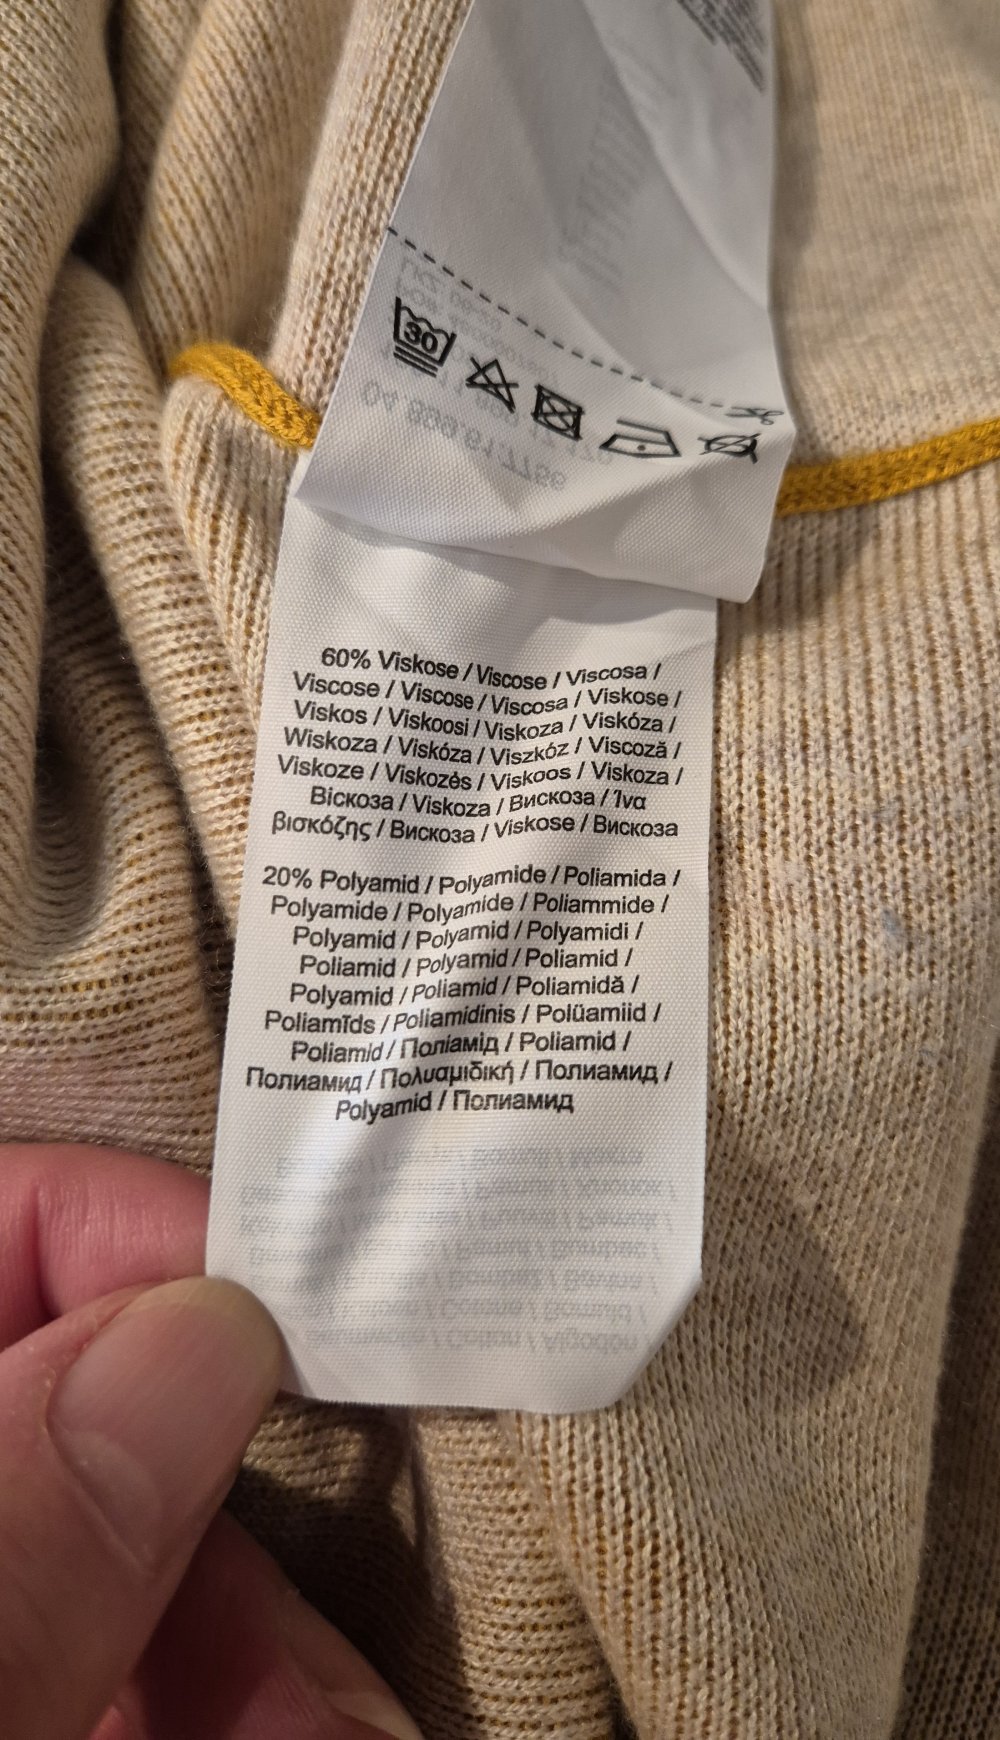 30
60% Viskose / Viscose / Viscosa /
Viscose / Viscose / Viscosa / Viskose /
Viskos / Viskoosi / Viskoza / Viskóza /
Wiskoza / Viskóza / Viszkóz / Viscoză /
Viskoze / Viskozės / Viskoos / Viskoza /
Віскоза / Viskoza / Вискоза / Ίνα
βισκόζης / Вискоза / Viskose / Вискоза
20% Polyamid / Polyamide / Poliamida /
Polyamide / Polyamide / Poliammide /
Polyamid / Polyamid / Polyamidi /
Poliamid / Polyamid / Poliamid /
Polyamid / Poliamid / Poliamidă /
Poliamīds / Poliamidinis / Polüamiid /
Poliamid / Поліамід / Poliamid /
Полиамид / Πολυαμιδική / Полиамид /
Polyamid / Полиамид